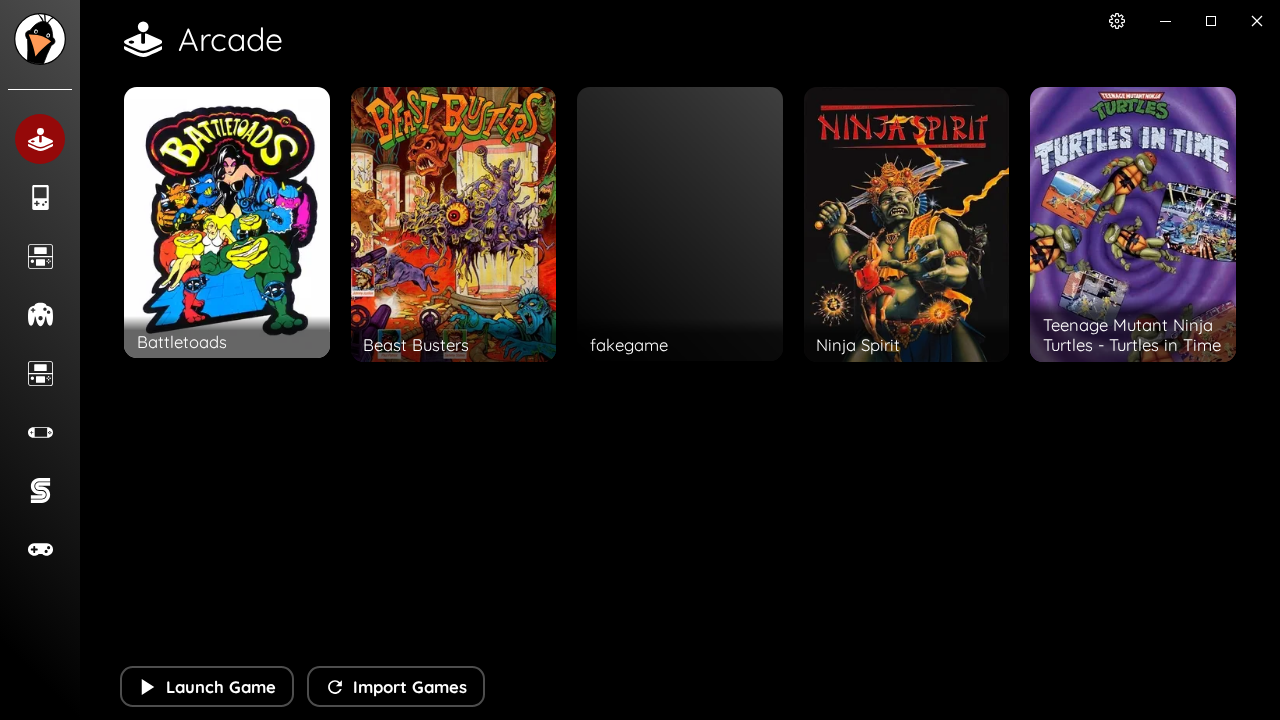 Arcade
BATTLETOADS
BEAST BUSTERS
NINJA SPIRIT
TEENAGE MUTANT NINJA
TURTLES
TURTLES IN TIME
Battletoads
Beast Busters
fakegame
Ninja Spirit
Teenage Mutant Ninja
Turtles - Turtles in Time
Launch Game
Import Games